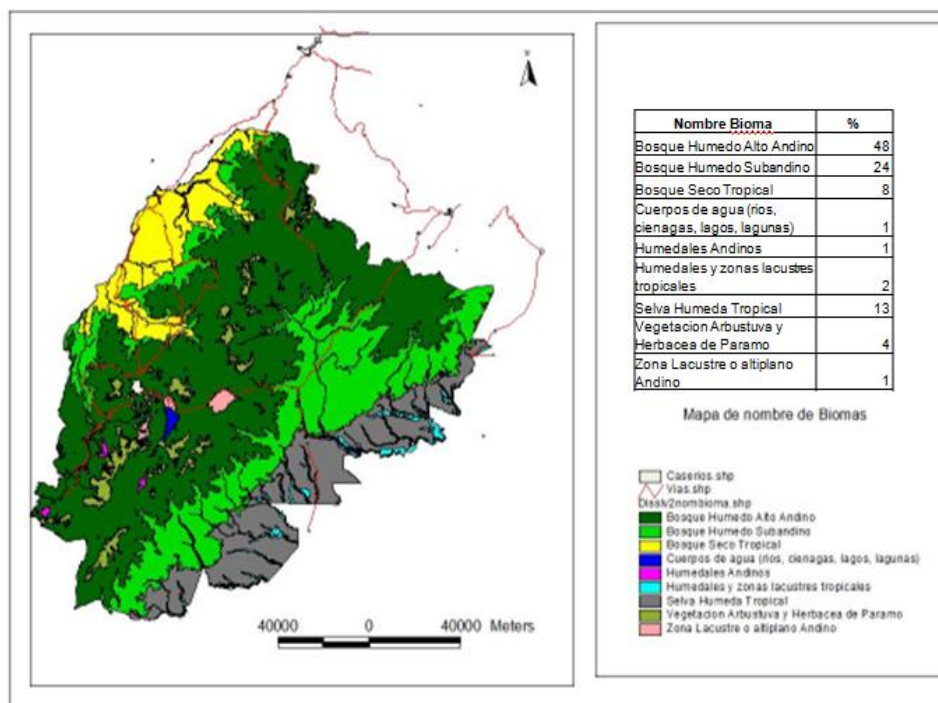 N
40000 0 40000 Meters
Nombre Bioma %
Bosque Humedo Alto Andino 48
Bosque Humedo Subandino 24
Bosque Seco Tropical 8
Cuerpos de agua (rios,
cienagas, lagos, lagunas) 1
Humedales Andinos 1
Humedales y zonas lacustres
tropicales 2
Selva Humeda Tropical 13
Vegetacion Arbustuva y
Herbacea de Paramo 4
Zona Lacustre o altiplano
Andino 1
Mapa de nombre de Biomas
Caserios.shp
Vias.shp
Disslv2nombioma.shp
Bosque Humedo Alto Andino
Bosque Humedo Subandino
Bosque Seco Tropical
Cuerpos de agua (rios, cienagas, lagos, lagunas)
Humedales Andinos
Humedales y zonas lacustres tropicales
Selva Humeda Tropical
Vegetacion Arbustuva y Herbacea de Paramo
Zona Lacustre o altiplano Andino